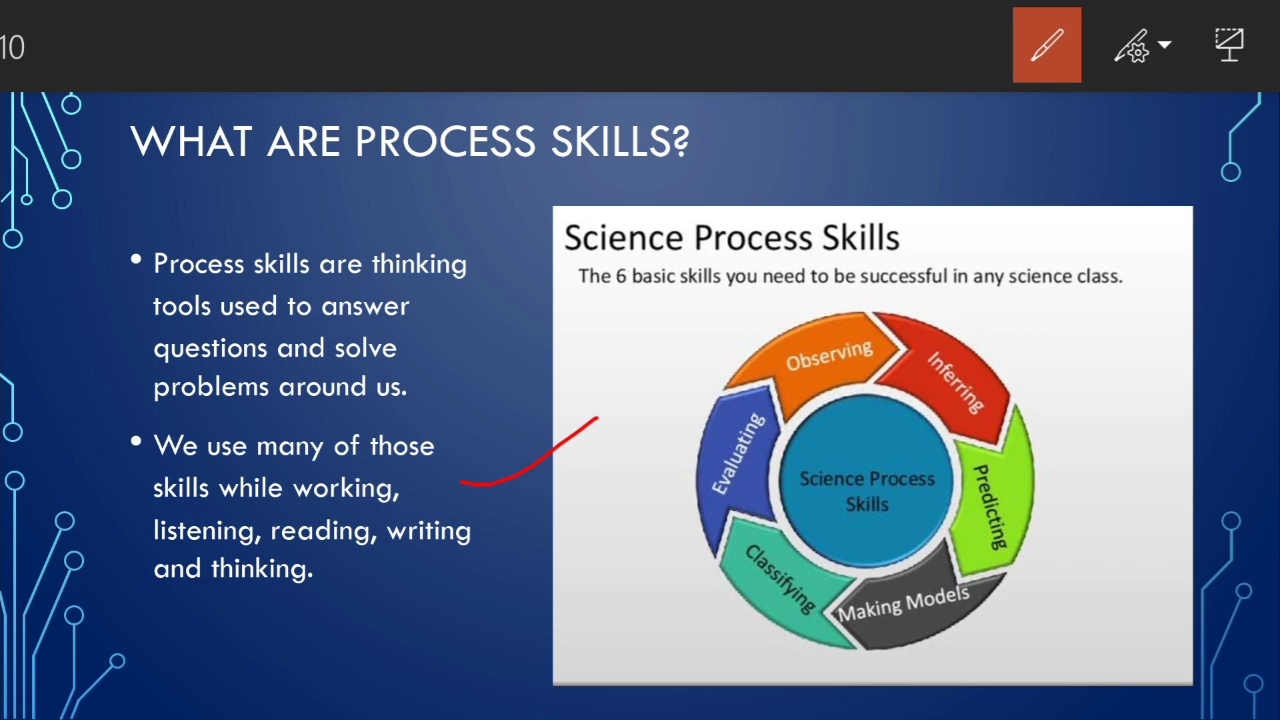 10
WHAT ARE PROCESS SKILLS?
• Process skills are thinking
tools used to answer
questions and solve
problems around us.
• We use many of those
skills while working,
listening, reading, writing
and thinking.
Science Process Skills
The 6 basic skills you need to be successful in any science class.
Observing
Inferring
Predicting
Making Models
Classifying
Evaluating
Science Process
Skills